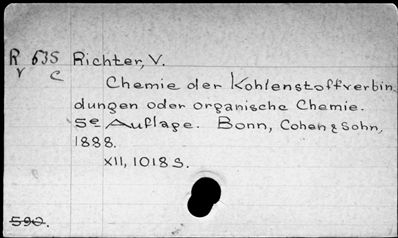 R 635 Richter, V.
v c
Chemie der Kohlenstoffverbin
dungen oder organische Chemie.
5e Auflage. Bonn, Cohen & Sohn,
1888.
XII, 1018 S.
590.